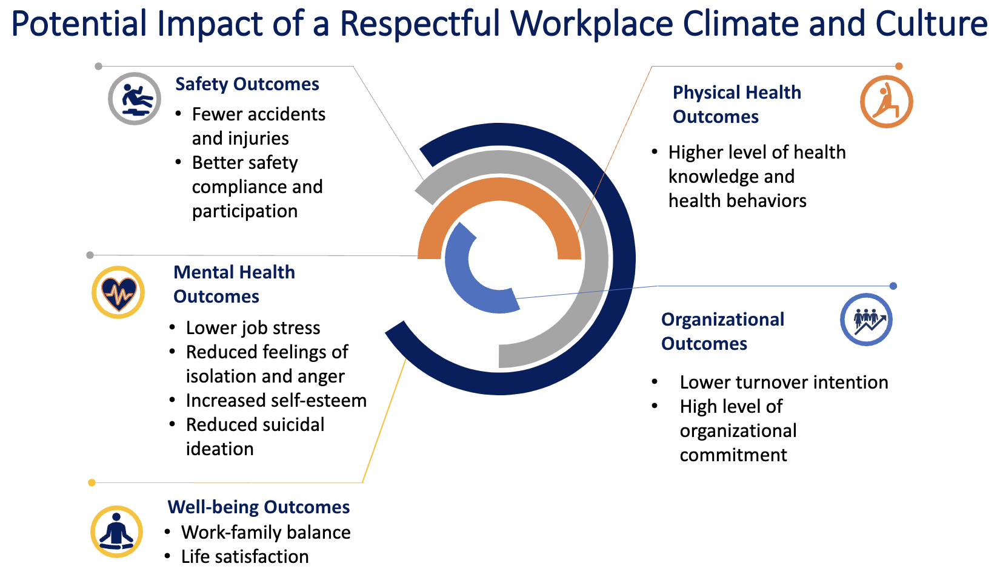 Potential Impact of a Respectful Workplace Climate and Culture
Safety Outcomes
• Fewer accidents
and injuries
• Better safety
compliance and
participation
Mental Health
Outcomes
• Lower job stress
• Reduced feelings of
isolation and anger
• Increased self-esteem
• Reduced suicidal
ideation
Well-being Outcomes
• Work-family balance
• Life satisfaction
Physical Health
Outcomes
• Higher level of health
knowledge and
health behaviors
Organizational
Outcomes
• Lower turnover intention
• High level of
organizational
commitment